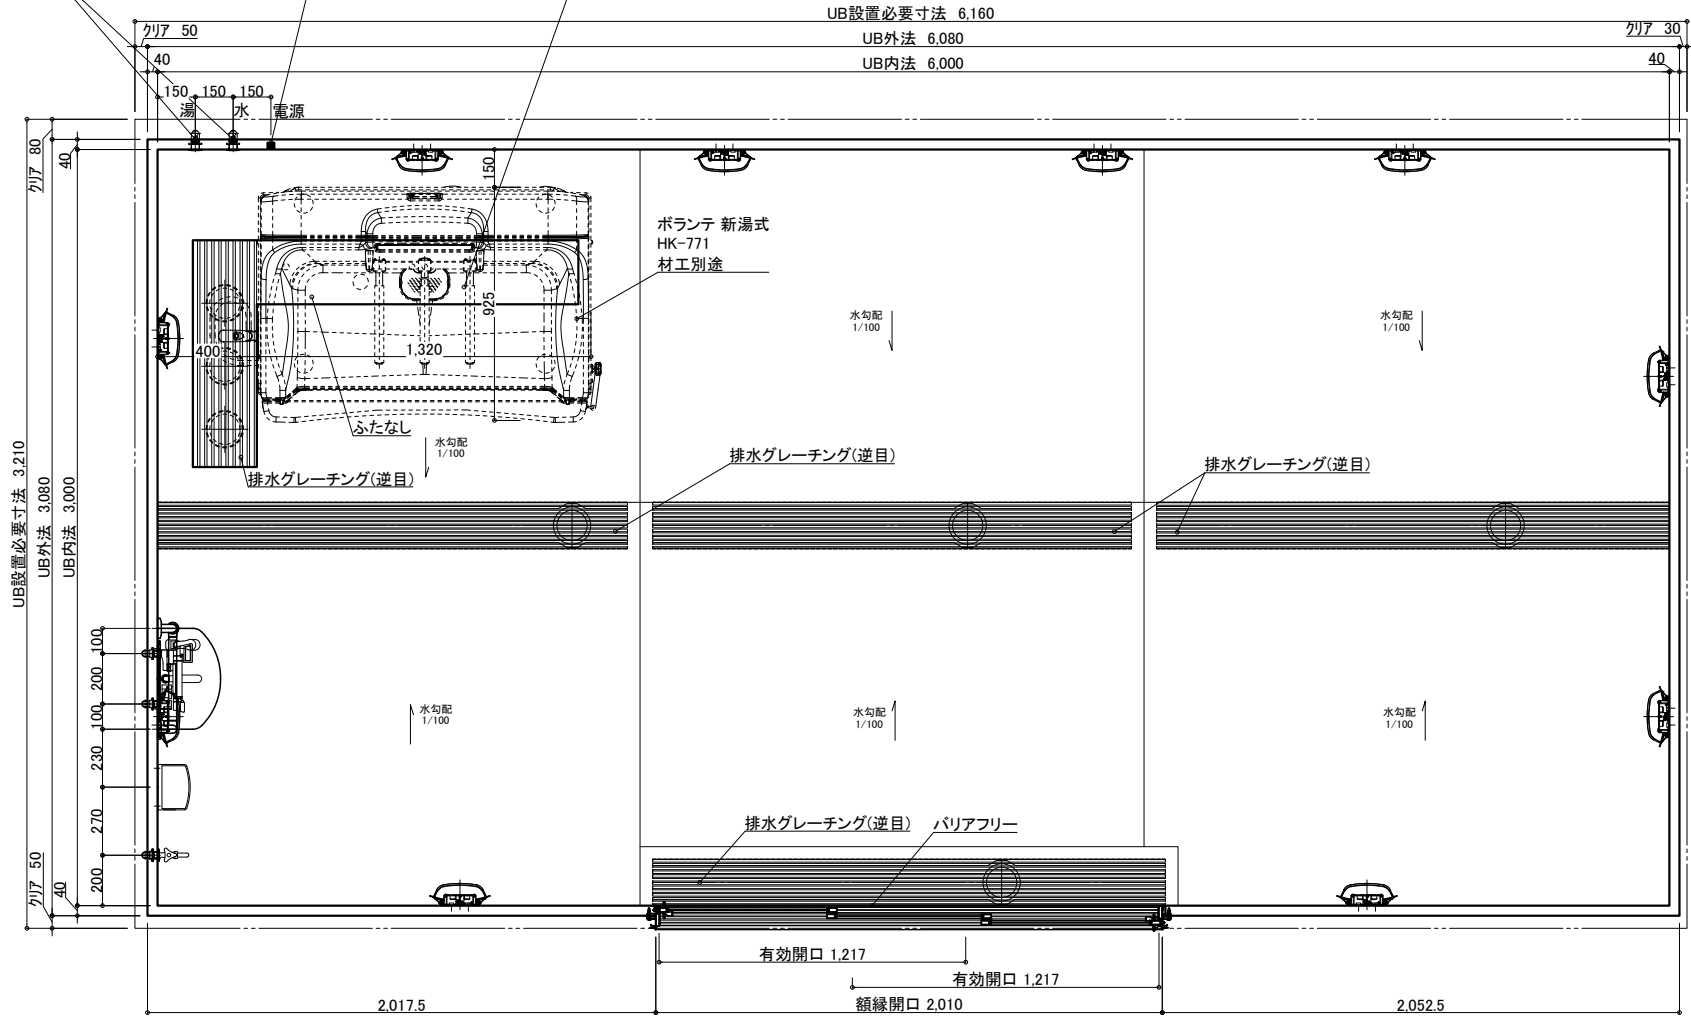 UB設置必要寸法 6,160
クリア 50
クリア 30
UB外法 6,080
40
UB内法 6,000
40
150
150
150
湯
水
電源
クリア 80
40
150
ボランテ 新湯式
HK-771
材工別途
925
水勾配
1/100
水勾配
1/100
400
1,320
ふたなし
水勾配
1/100
排水グレーチング(逆目)
排水グレーチング(逆目)
排水グレーチング(逆目)
UB設置必要寸法 3,210
UB外法 3,080
UB内法 3,000
100
200
100
230
270
200
水勾配
1/100
水勾配
1/100
水勾配
1/100
排水グレーチング(逆目)
バリアフリー
クリア 50
40
有効開口 1,217
有効開口 1,217
2,017.5
額縁開口 2,010
2,052.5